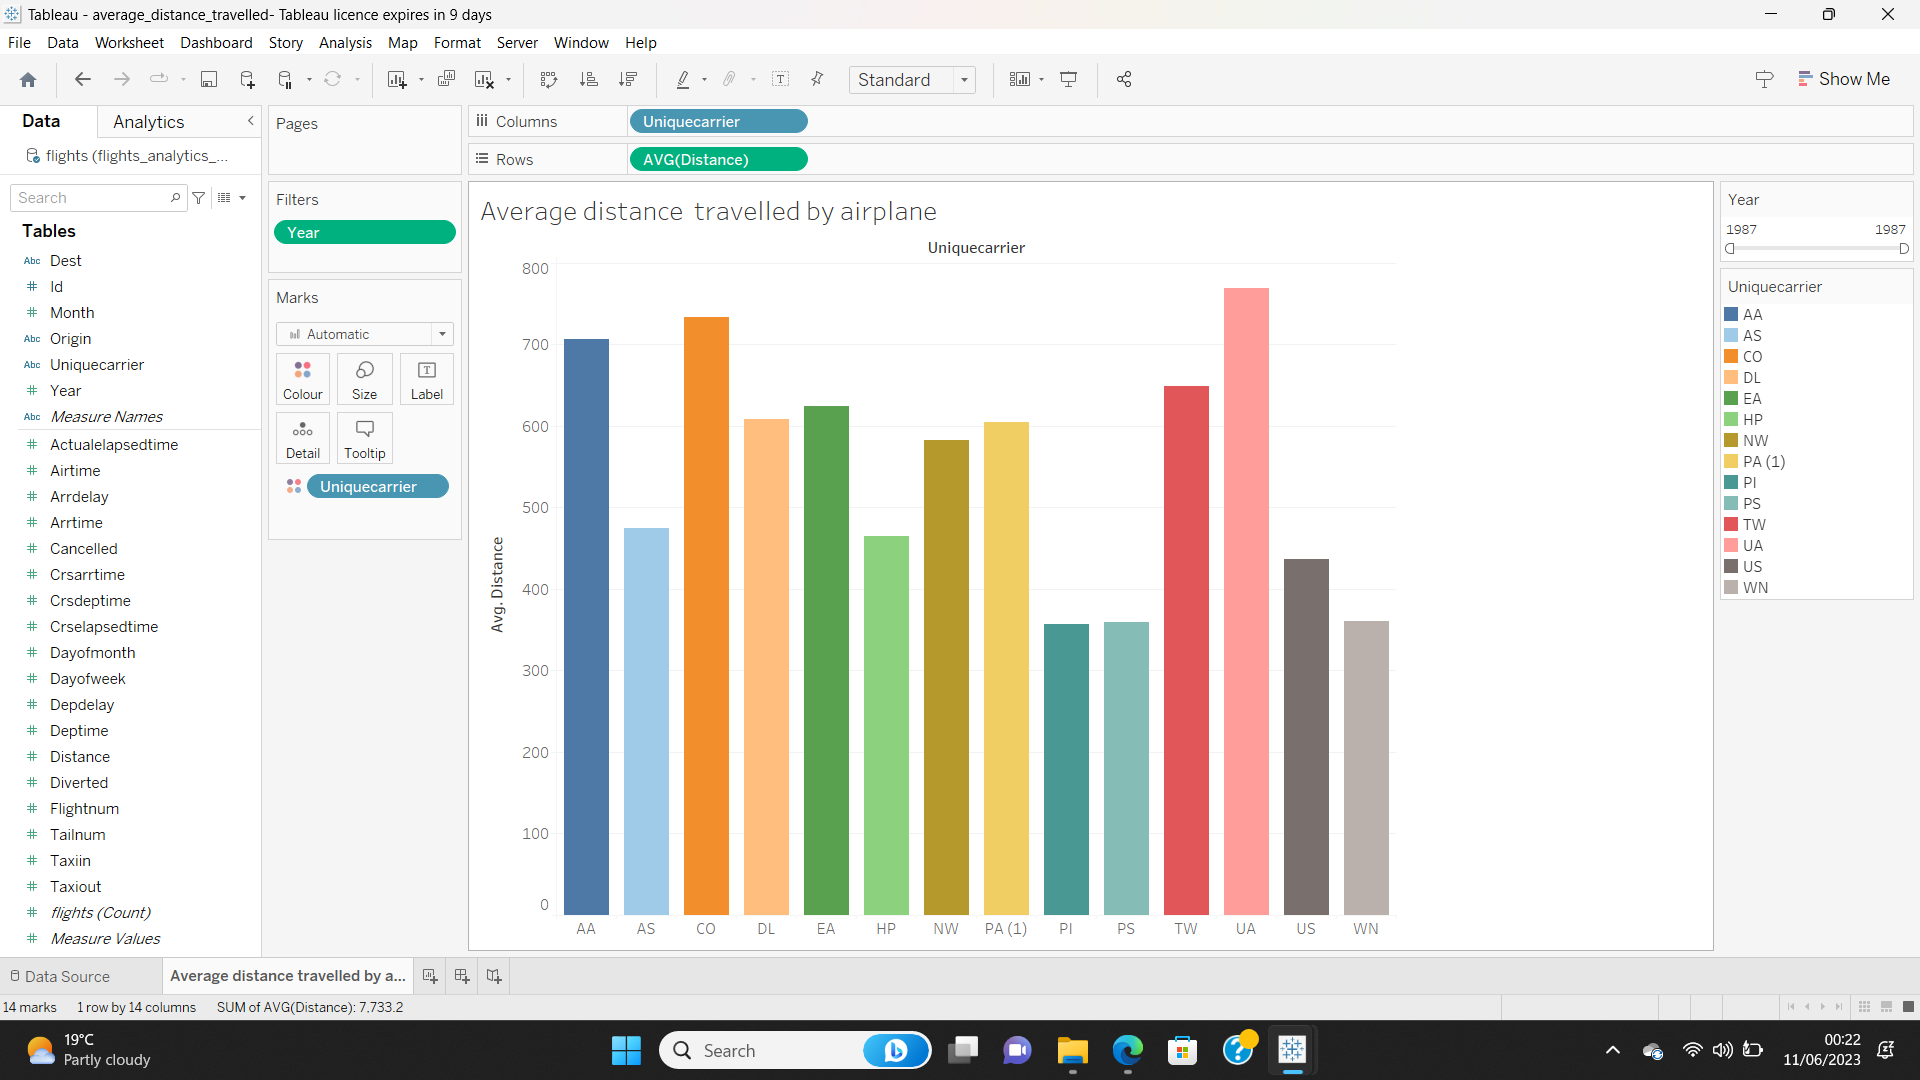 Tableau - average_distance_travelled- Tableau licence expires in 9 days
File Data Worksheet Dashboard Story Analysis Map Format Server Window Help
Standard
Show Me
Data
Analytics
flights (flights_analytics_...
Search
Tables
Abc Dest
# Id
# Month
Abc Origin
Abc Uniquecarrier
# Year
Abc Measure Names
# Actualelapsedtime
# Airtime
# Arrdelay
# Arrtime
# Cancelled
# Crsarrtime
# Crsdeptime
# Crselapsedtime
# Dayofmonth
# Dayofweek
# Depdelay
# Deptime
# Distance
# Diverted
# Flightnum
# Tailnum
# Taxiin
# Taxiout
# flights (Count)
# Measure Values
Pages
Filters
Year
Marks
Automatic
Colour
Size
Label
Detail
Tooltip
Uniquecarrier
Columns
Uniquecarrier
Rows
AVG(Distance)
Average distance  travelled by airplane
Uniquecarrier
800
700
600
500
400
300
200
100
0
Avg. Distance
AA AS CO DL EA HP NW PA (1) PI PS TW UA US WN
Year
1987 1987
Uniquecarrier
AA
AS
CO
DL
EA
HP
NW
PA (1)
PI
PS
TW
UA
US
WN
Data Source
Average distance travelled by a...
14 marks 1 row by 14 columns SUM of AVG(Distance): 7,733.2
19°C
Partly cloudy
Search
00:22
11/06/2023